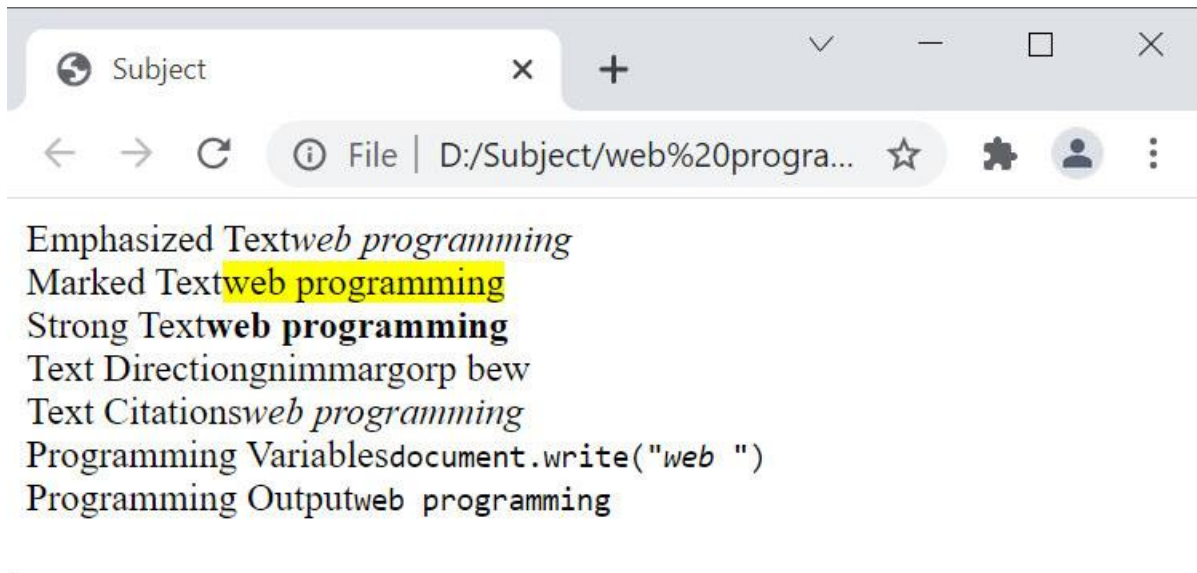 Subject
File | D:/Subject/web%20progra...
Emphasized Textweb programming
Marked Textweb programming
Strong Textweb programming
Text Directiongnimmargorp bew
Text Citationsweb programming
Programming Variablesdocument.write("web ")
Programming Outputweb programming